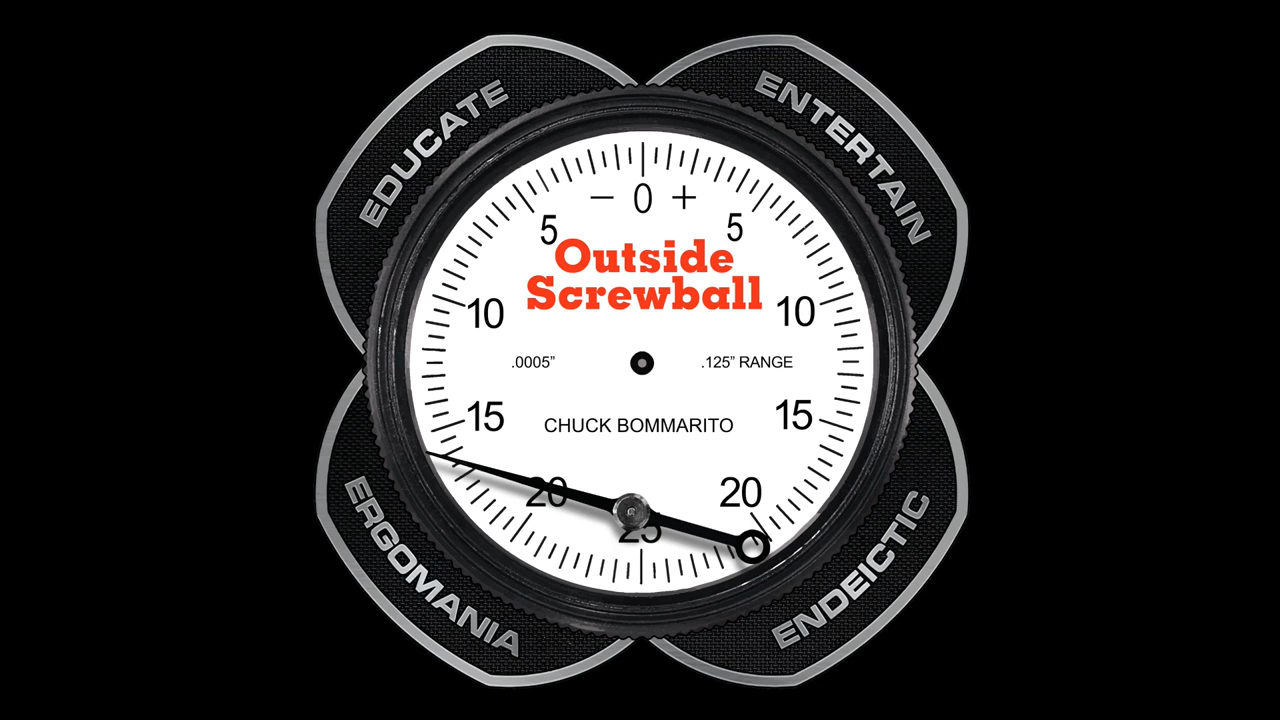 EDUCATE
ENTERTAIN
− 0 +
5 5
Outside
Screwball
10 10
.0005” .125” RANGE
15 15
CHUCK BOMMARITO
20 20
25
ERGOMANIA
ENDEICTIC